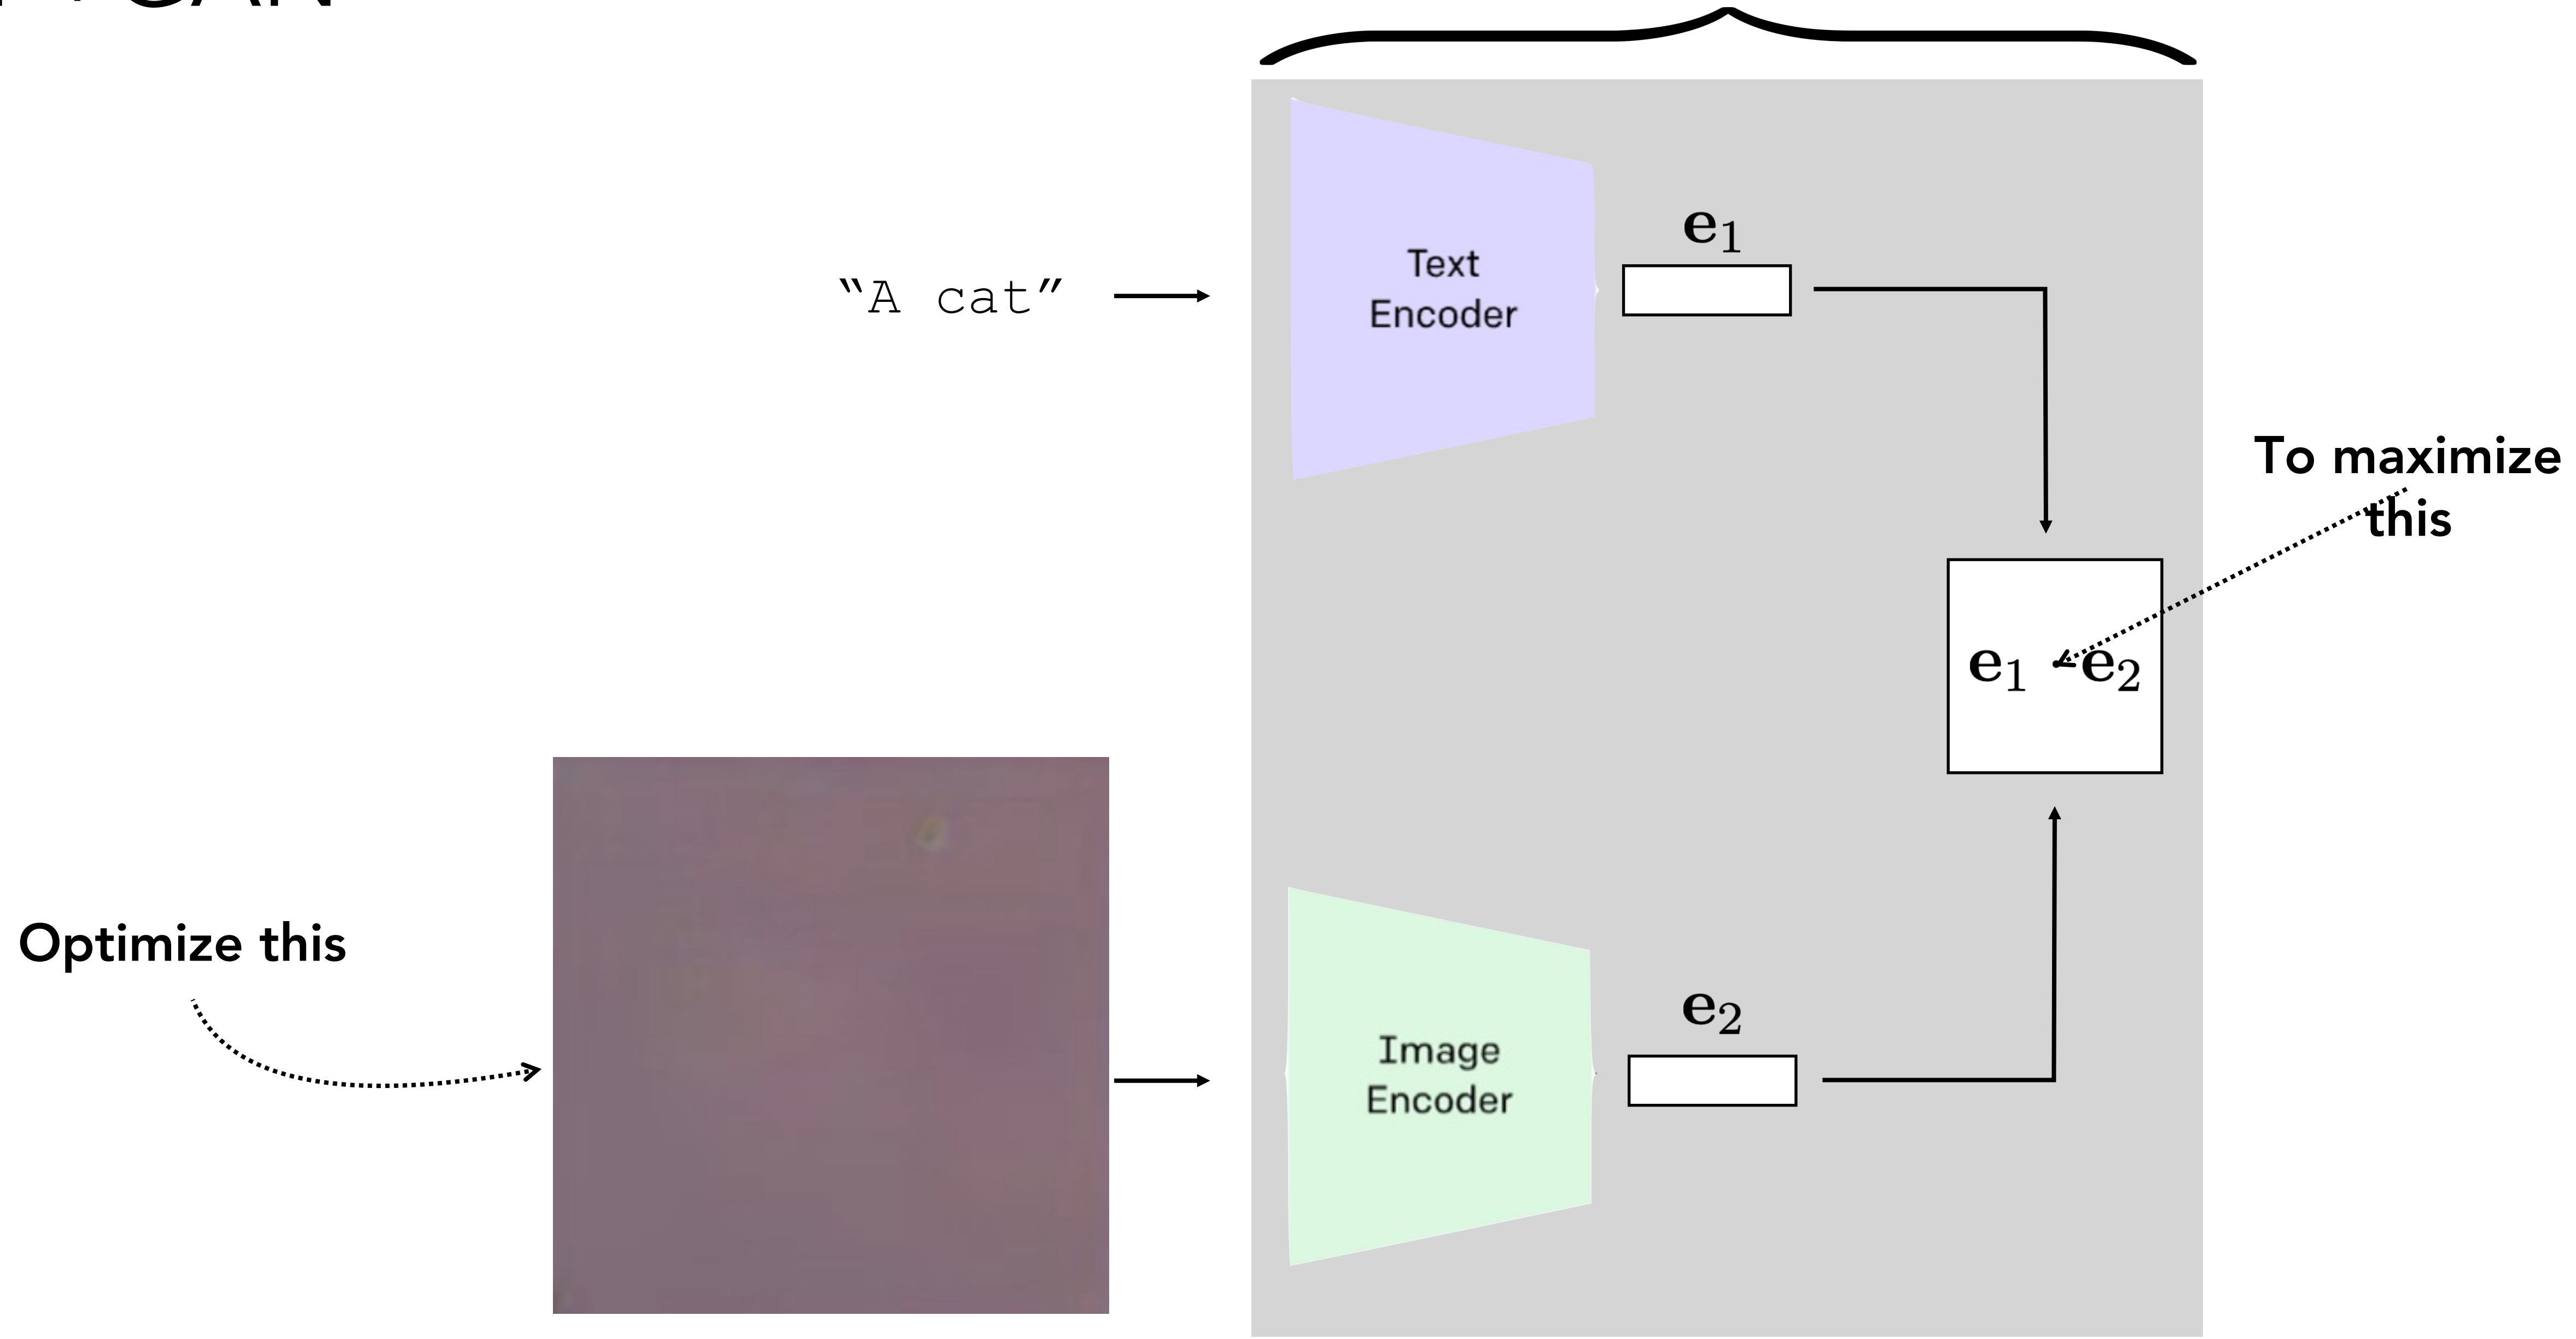 “A cat”
Text
Encoder
e1
To maximize
this
e1 · e2
Optimize this
Image
Encoder
e2